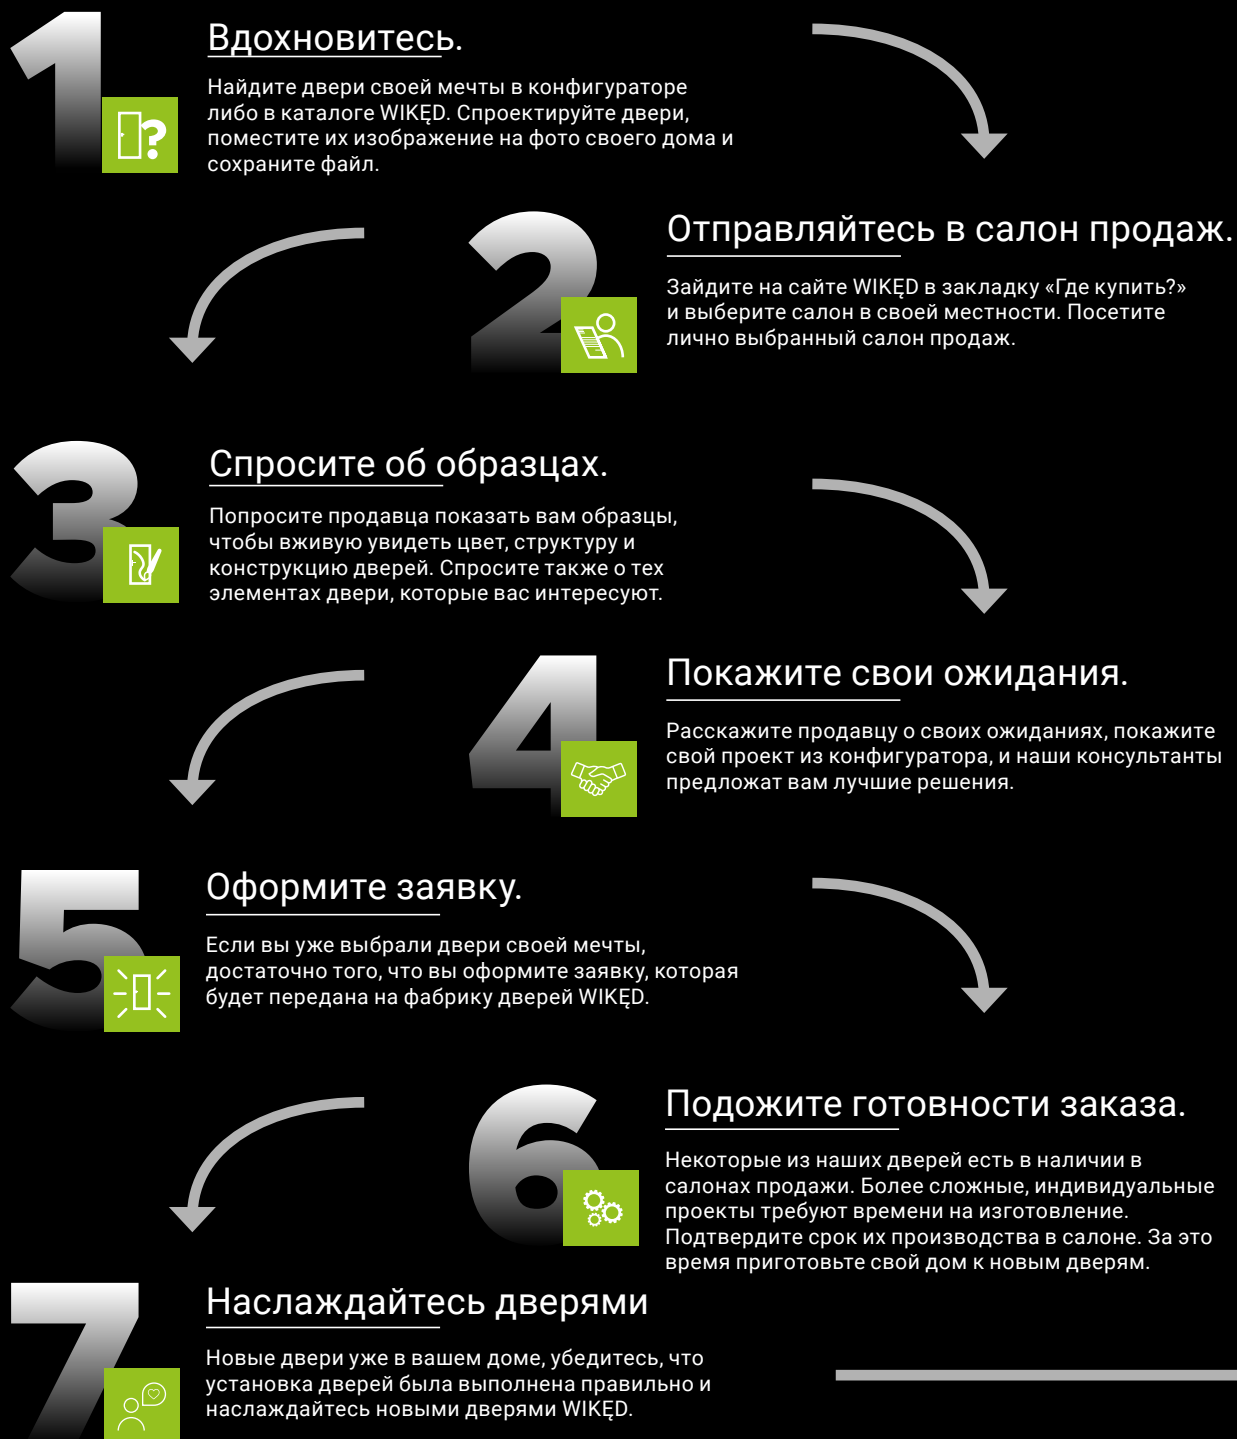 1
Вдохновитесь.
Найдите двери своей мечты в конфигураторе
либо в каталоге WIKĘD. Спроектируйте двери,
поместите их изображение на фото своего дома и
сохраните файл.
2
Отправляйтесь в салон продаж.
Зайдите на сайте WIKĘD в закладку «Где купить?»
и выберите салон в своей местности. Посетите
лично выбранный салон продаж.
3
Спросите об образцах.
Попросите продавца показать вам образцы,
чтобы вживую увидеть цвет, структуру и
конструкцию дверей. Спросите также о тех
элементах двери, которые вас интересуют.
4
Покажите свои ожидания.
Расскажите продавцу о своих ожиданиях, покажите
свой проект из конфигуратора, и наши консультанты
предложат вам лучшие решения.
5
Оформите заявку.
Если вы уже выбрали двери своей мечты,
достаточно того, что вы оформите заявку, которая
будет передана на фабрику дверей WIKĘD.
6
Подожите готовности заказа.
Некоторые из наших дверей есть в наличии в
салонах продажи. Более сложные, индивидуальные
проекты требуют времени на изготовление.
Подтвердите срок их производства в салоне. За это
время приготовьте свой дом к новым дверям.
7
Наслаждайтесь дверями
Новые двери уже в вашем доме, убедитесь, что
установка дверей была выполнена правильно и
наслаждайтесь новыми дверями WIKĘD.